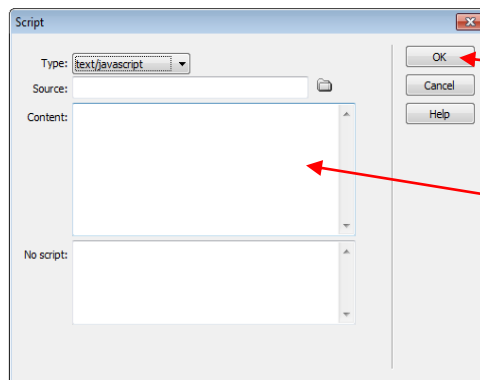 Script
Type: text/javascript
OK
Source:
Cancel
Content:
Help
No script: